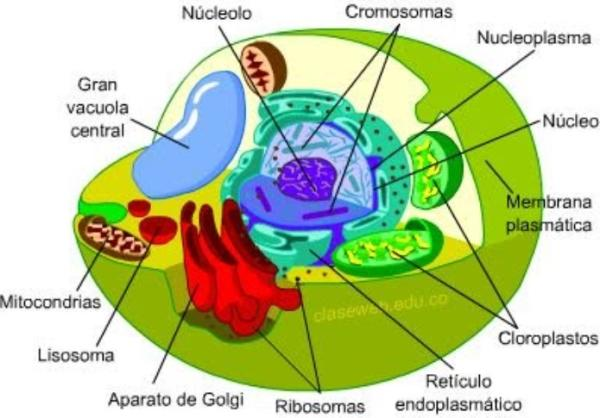 Núcleolo
Cromosomas
Nucleoplasma
Gran
vacuola
central
Núcleo
Membrana
plasmática
Mitocondrias
claseweb.edu.co
Cloroplastos
Lisosoma
Retículo
endoplasmático
Aparato de Golgi
Ribosomas